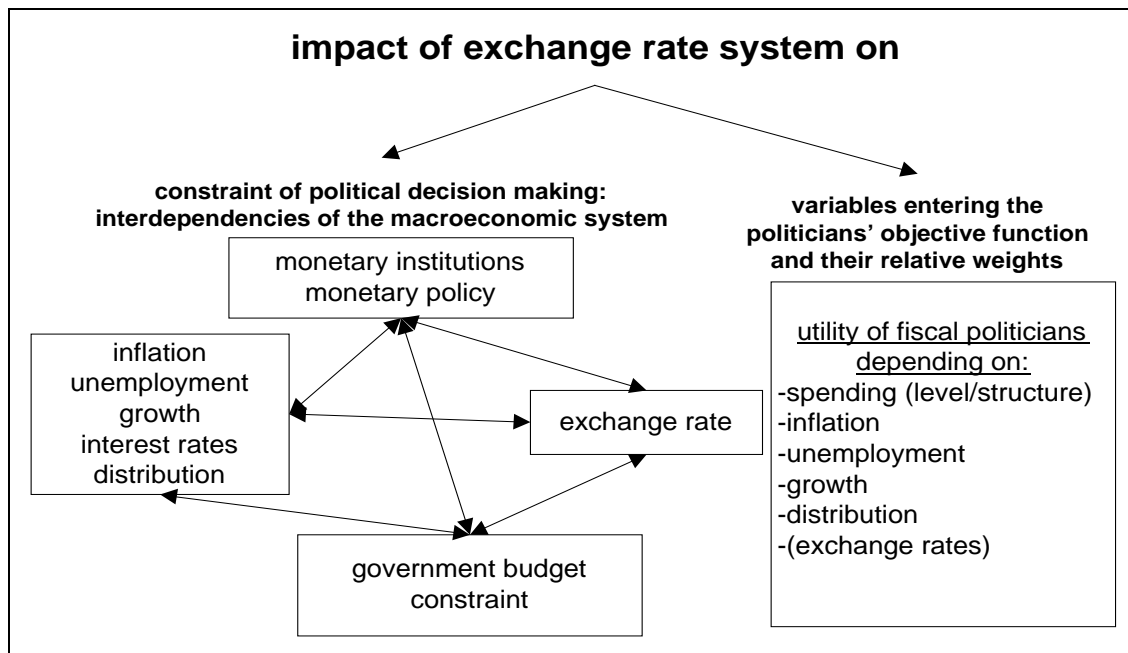 impact of exchange rate system on
constraint of political decision making:
interdependencies of the macroeconomic system
monetary institutions
monetary policy
inflation
unemployment
growth
interest rates
distribution
exchange rate
government budget
constraint
variables entering the
politicians’ objective function
and their relative weights
utility of fiscal politicians
depending on:
-spending (level/structure)
-inflation
-unemployment
-growth
-distribution
-(exchange rates)